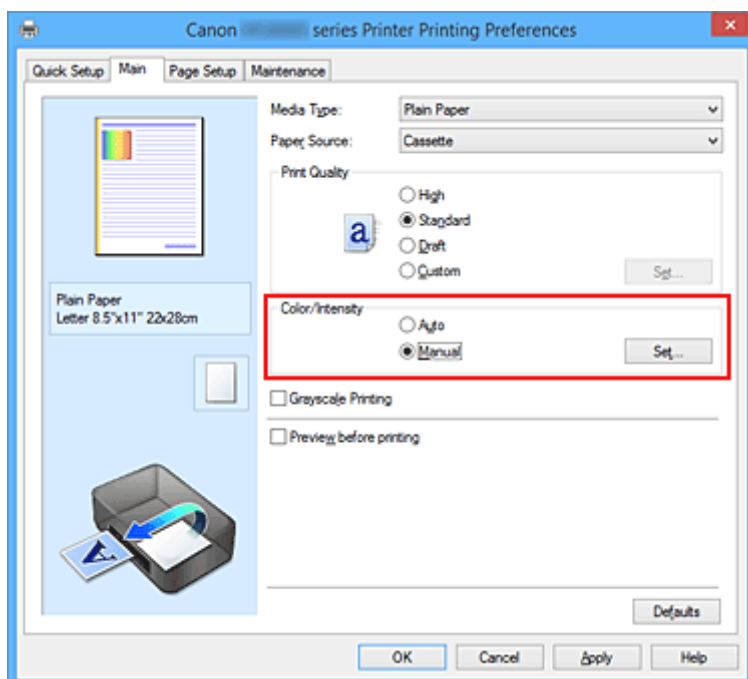 Canon series Printer Printing Preferences
Quick Setup Main Page Setup Maintenance
Media Type: Plain Paper
Paper Source: Cassette
Print Quality
High
a Standard
Draft
Custom Set...
Plain Paper
Letter 8.5"x11" 22x28cm
Color/Intensity
Auto
Manual Set...
Grayscale Printing
Preview before printing
A
Defaults
OK Cancel Apply Help